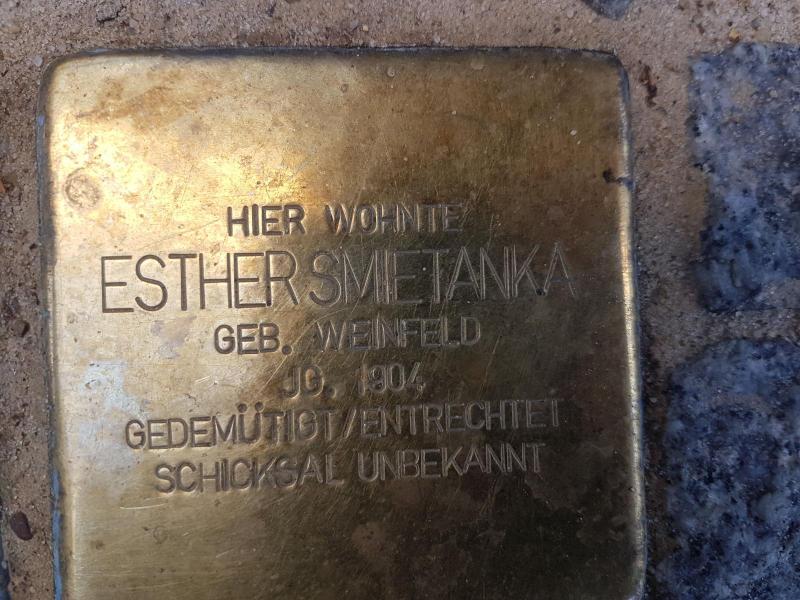 HIER WOHNTE
ESTHER SMIETANKA
GEB. WEINFELD
JG. 1904
GEDEMÜTIGT/ENTRECHTET
SCHICKSAL UNBEKANNT